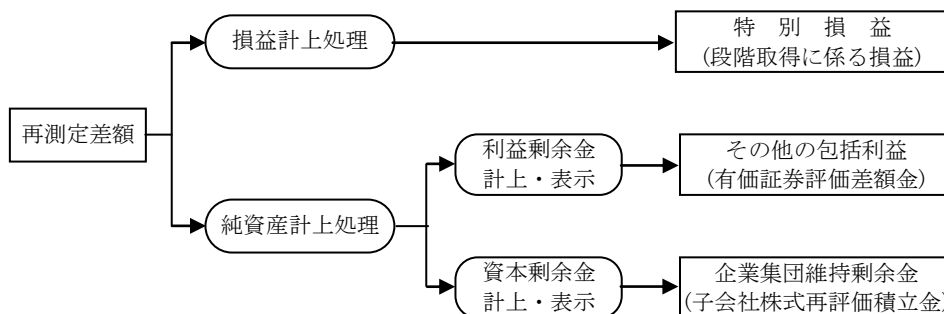 損益計上処理
特 別 損 益
(段階取得に係る損益)
再測定差額
利益剰余金
計上・表示
その他の包括利益
(有価証券評価差額金)
純資産計上処理
資本剰余金
計上・表示
企業集団維持剰余金
(子会社株式再評価積立金)